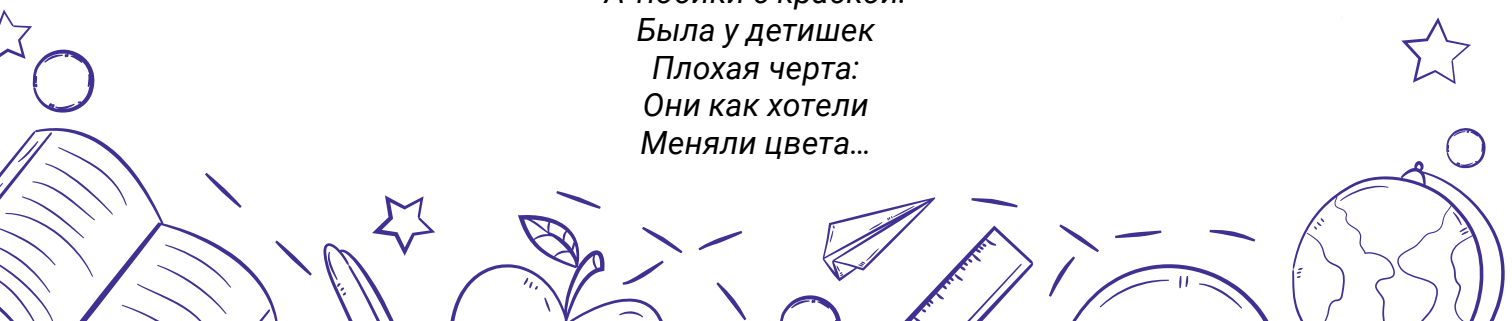 Была у детишек
Плохая черта:
Они как хотели
Меняли цвета...